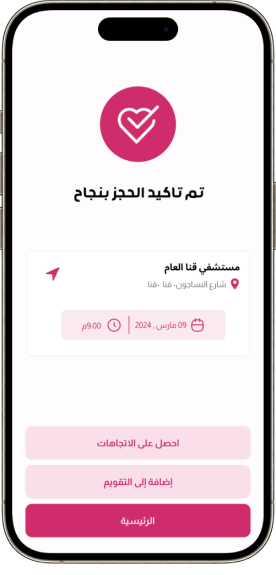 تم تاكيد الحجز بنجاح
مستشفي قنا العام
شارع النساجون- قنا -قنا
09 مارس , 2024 9:00م
احصل على الاتجاهات
إضافة إلى التقويم
الرئيسية